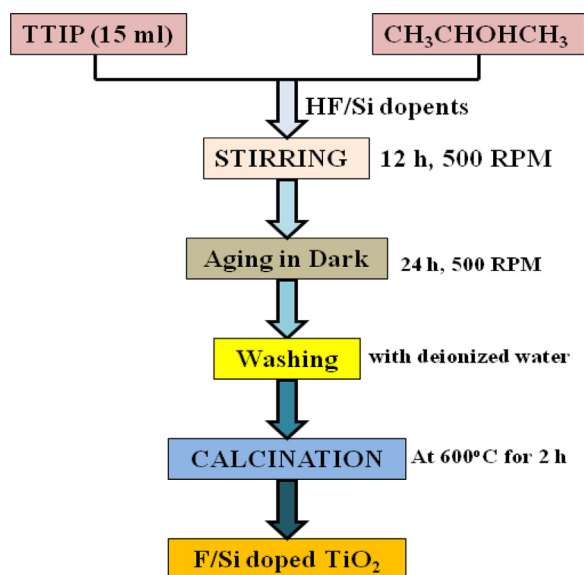 TTIP (15 ml)
CH₃CHOHCH₃
HF/Si dopents
STIRRING
12 h, 500 RPM
Aging in Dark
24 h, 500 RPM
Washing
with deionized water
CALCINATION
At 600°C for 2 h
F/Si doped TiO₂